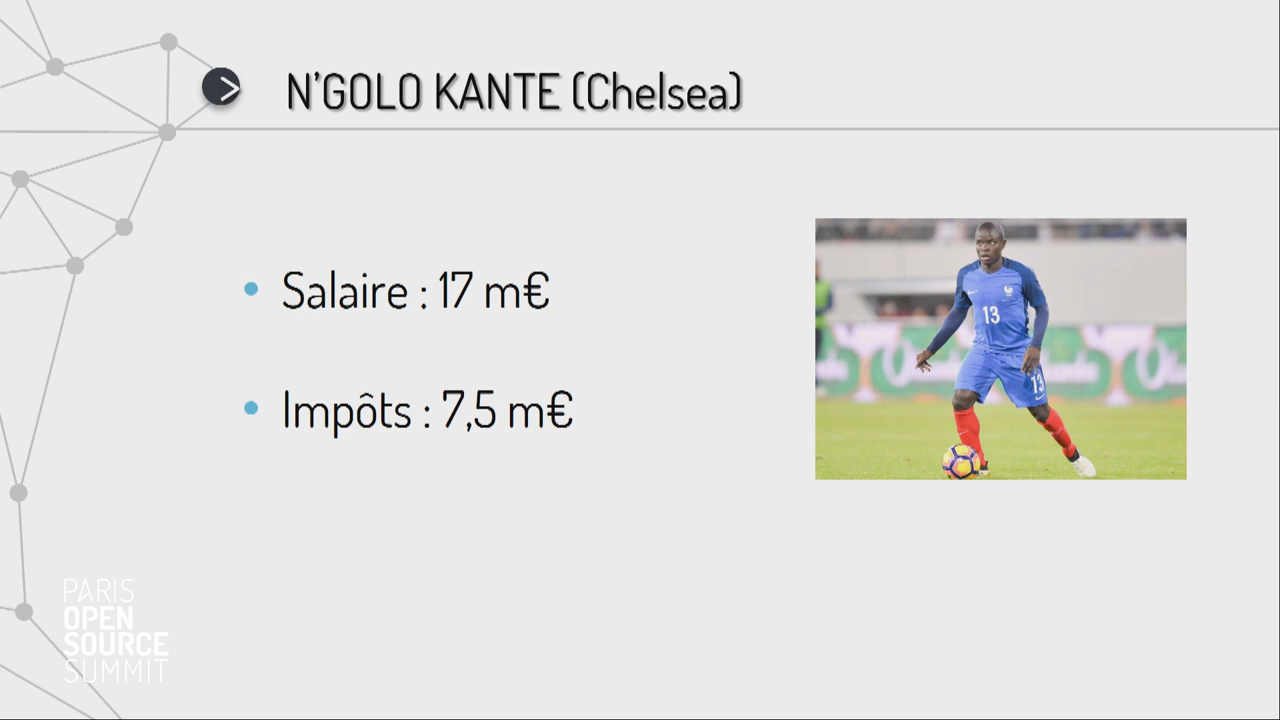 N'GOLO KANTE (Chelsea)
Salaire : 17 m€
Impôts : 7,5 m€
13
13
PARIS
OPEN
SOURCE
SUMMIT